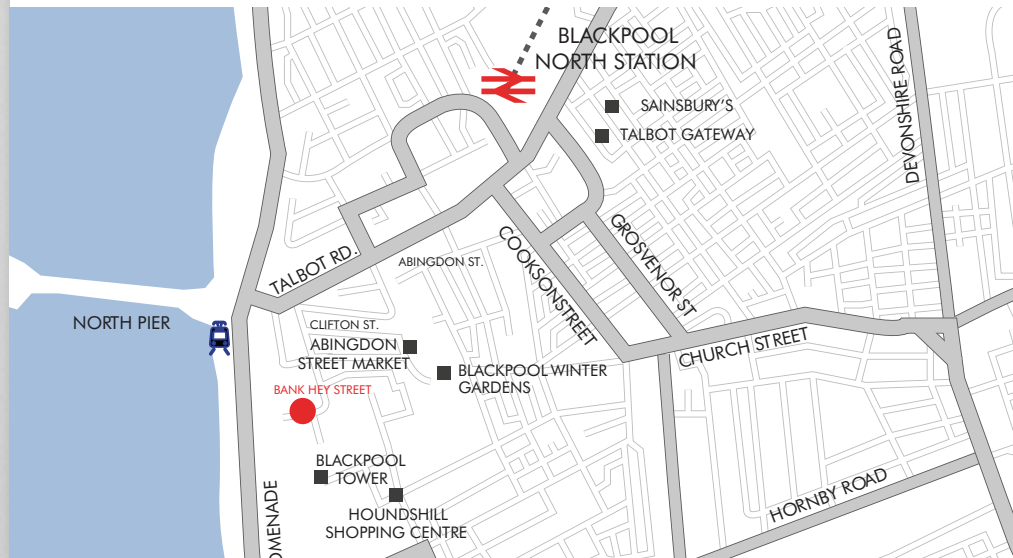 BLACKPOOL
NORTH STATION
SAINSBURY'S
TALBOT GATEWAY
DEVONSHIRE ROAD
TALBOT RD.
ABINGDON ST.
COOKSONSTREET
GROSVENOR ST
NORTH PIER
CLIFTON ST.
ABINGDON
STREET MARKET
CHURCH STREET
BLACKPOOL WINTER
GARDENS
BANK HEY STREET
BLACKPOOL
TOWER
HOUNDSHILL
SHOPPING CENTRE
HORNBY ROAD
OMENADE